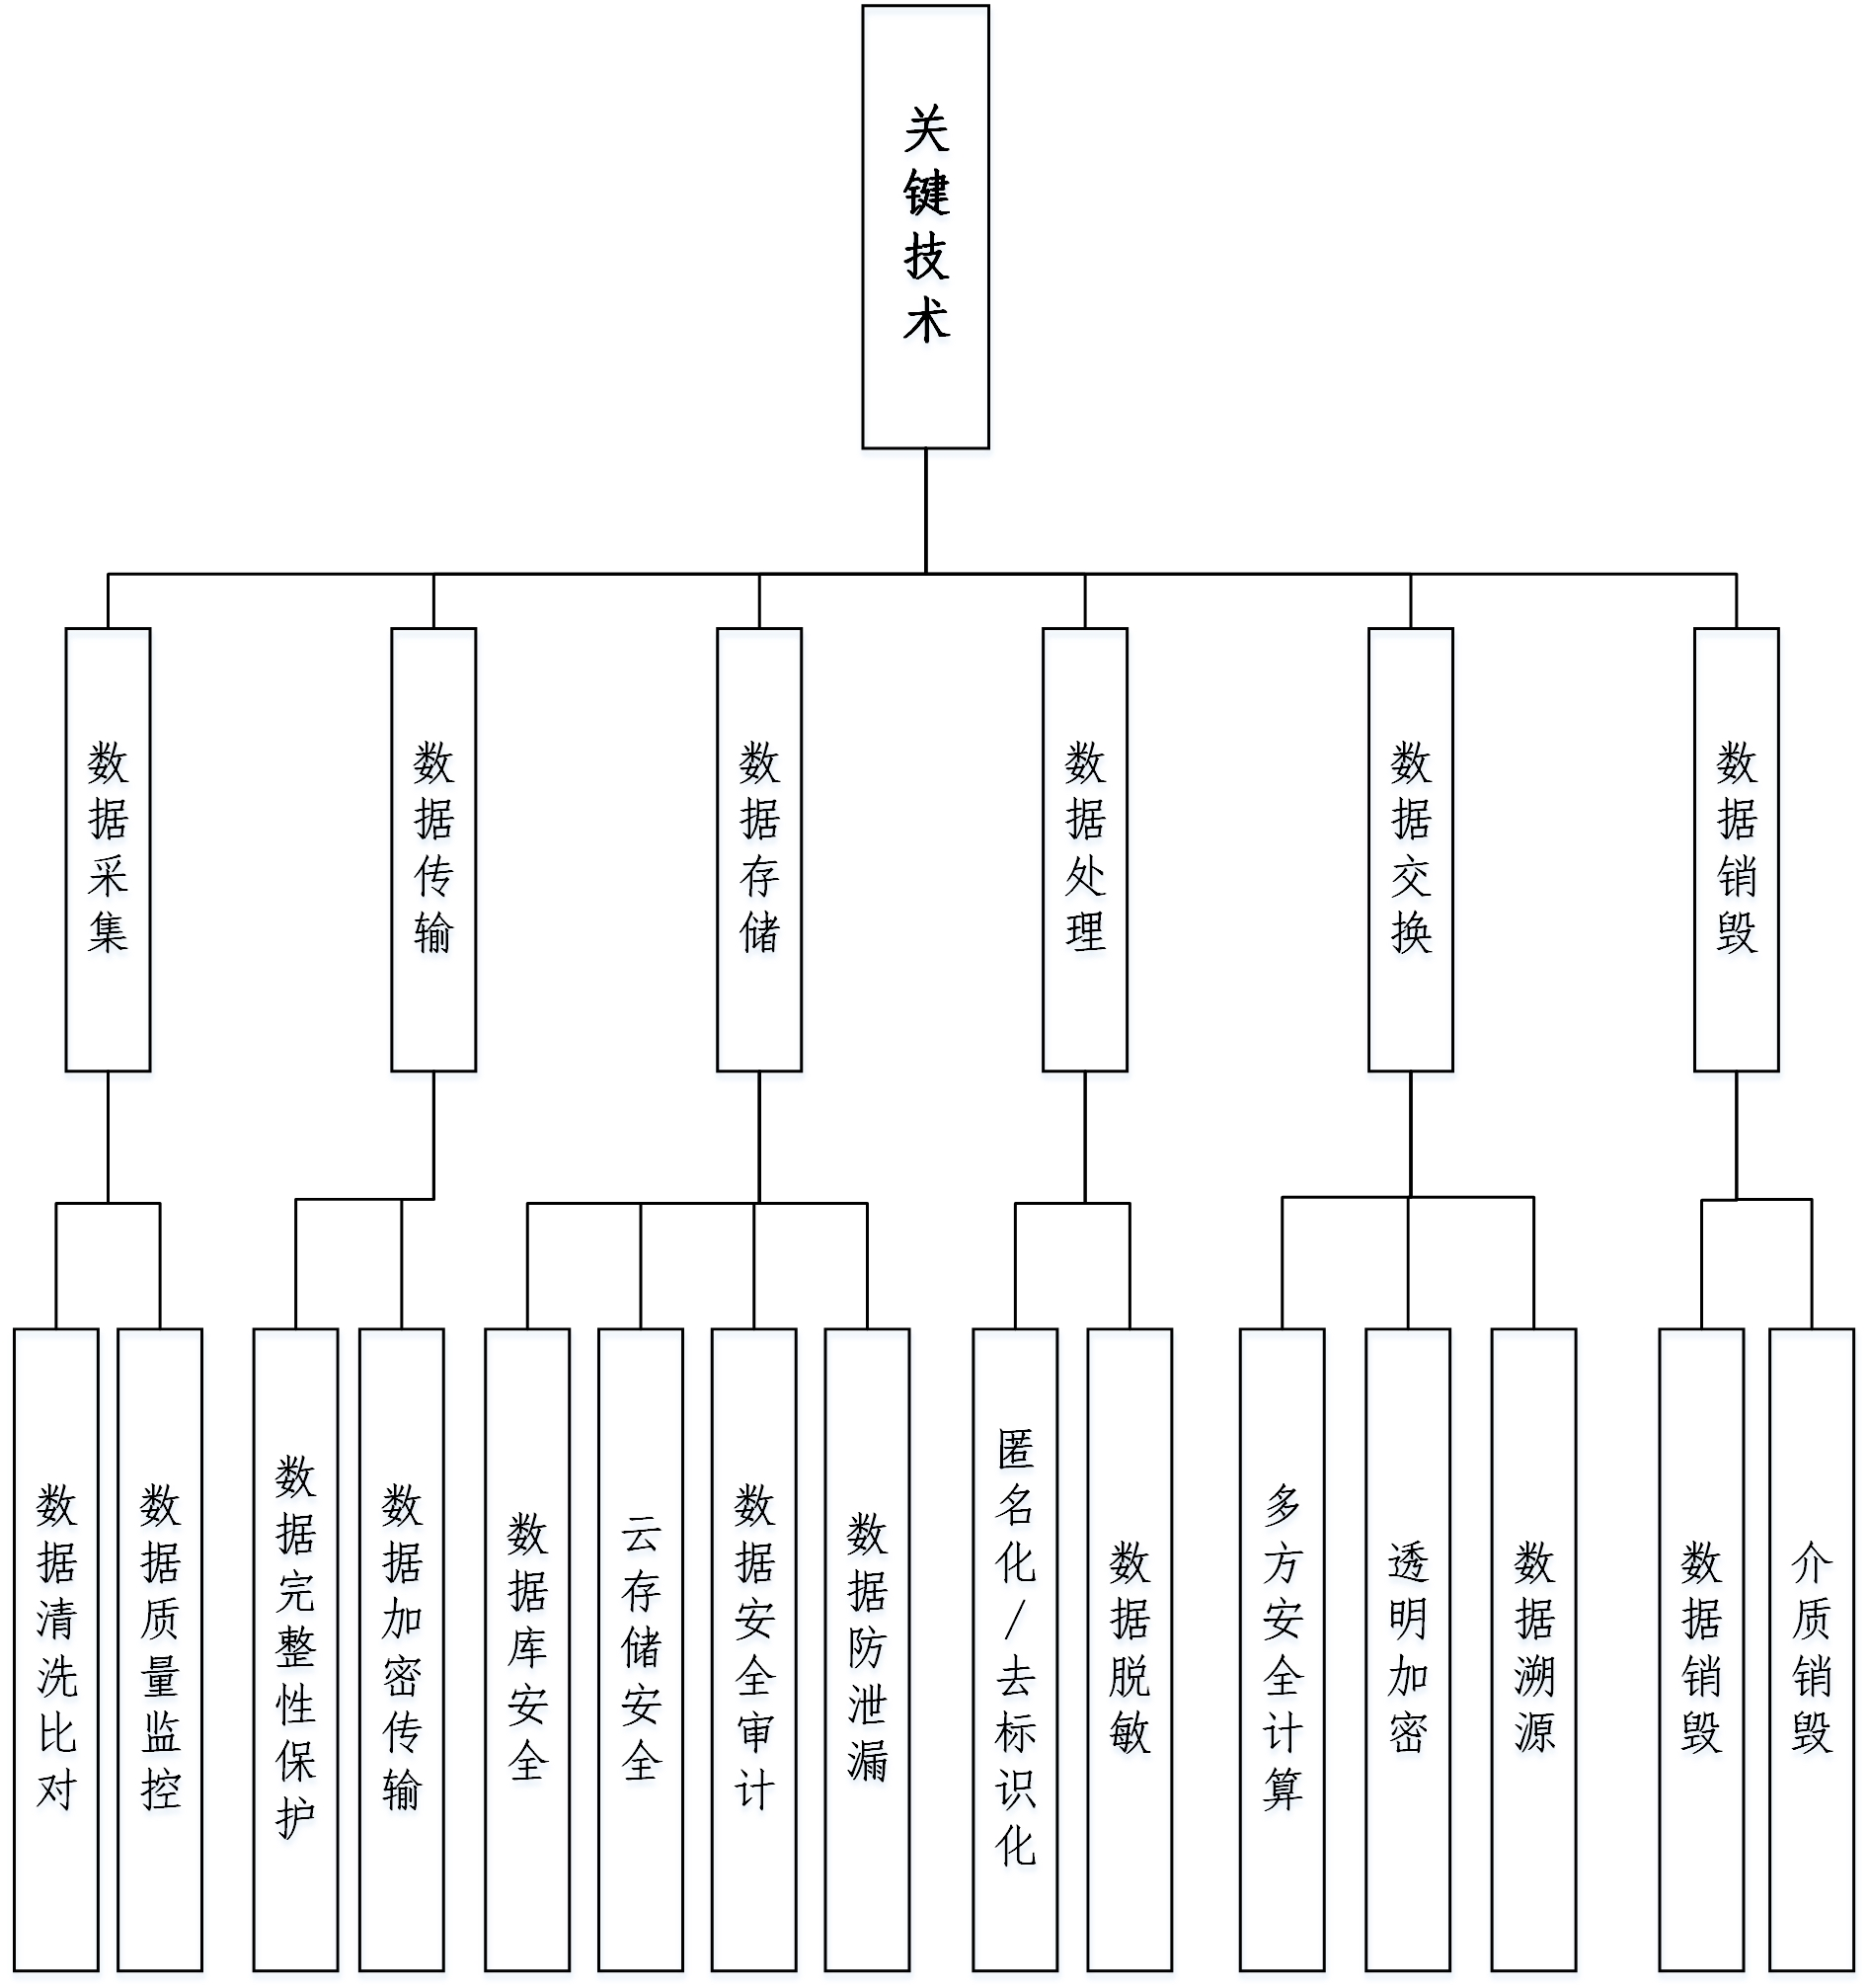 关键技术
数据采集
数据传输
数据存储
数据处理
数据交换
数据销毁
数据清洗比对
数据质量监控
数据完整性保护
数据加密传输
数据库安全
云存储安全
数据安全审计
数据防泄漏
匿名化/去标识化
数据脱敏
多方安全计算
透明加密
数据溯源
数据销毁
介质销毁